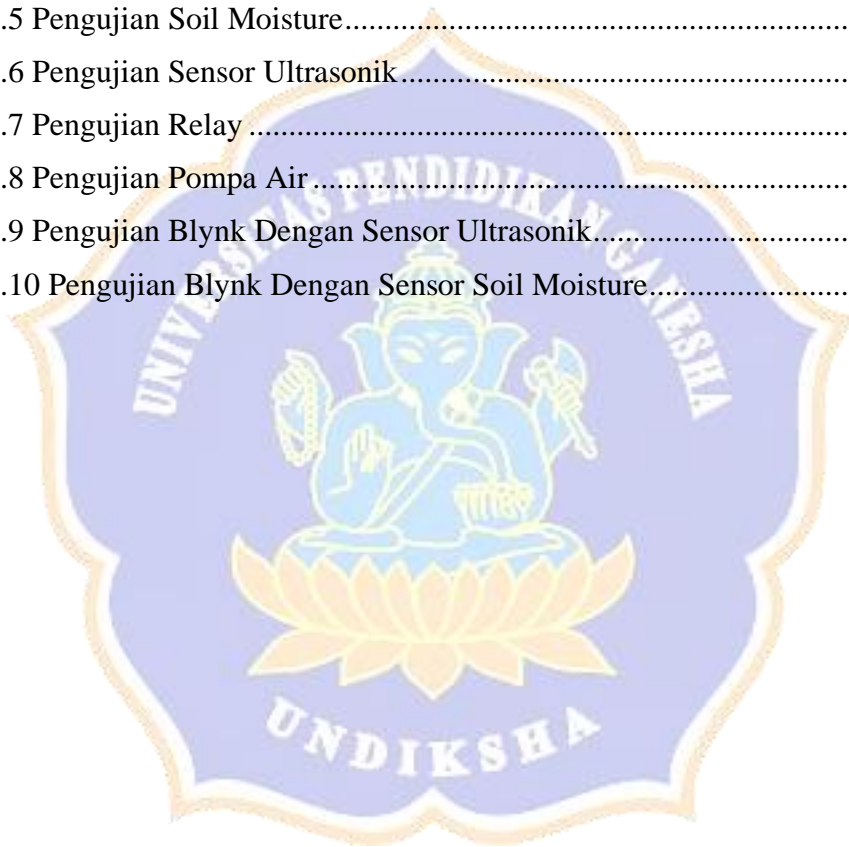 .5 Pengujian Soil Moisture...............................................................................
.6 Pengujian Sensor Ultrasonik.......................................................................
.7 Pengujian Relay............................................................................................
.8 Pengujian Pompa Air...................................................................................
.9 Pengujian Blynk Dengan Sensor Ultrasonik..................................
.10 Pengujian Blynk Dengan Sensor Soil Moisture........................
UNIVERSITAS PENDIDIKAN GANESHA
UNDIKSHA